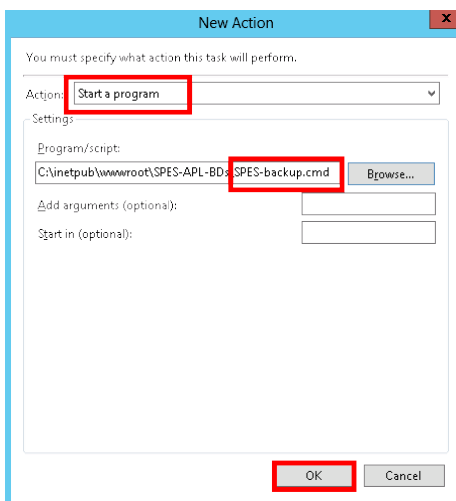 New Action
x
You must specify what action this task will perform.
Action: Start a program
Settings
Program/script:
C:\inetpub\wwwroot\SPES-APL-BDs\SPES-backup.cmd Browse...
Add arguments (optional):
Start in (optional):
OK Cancel